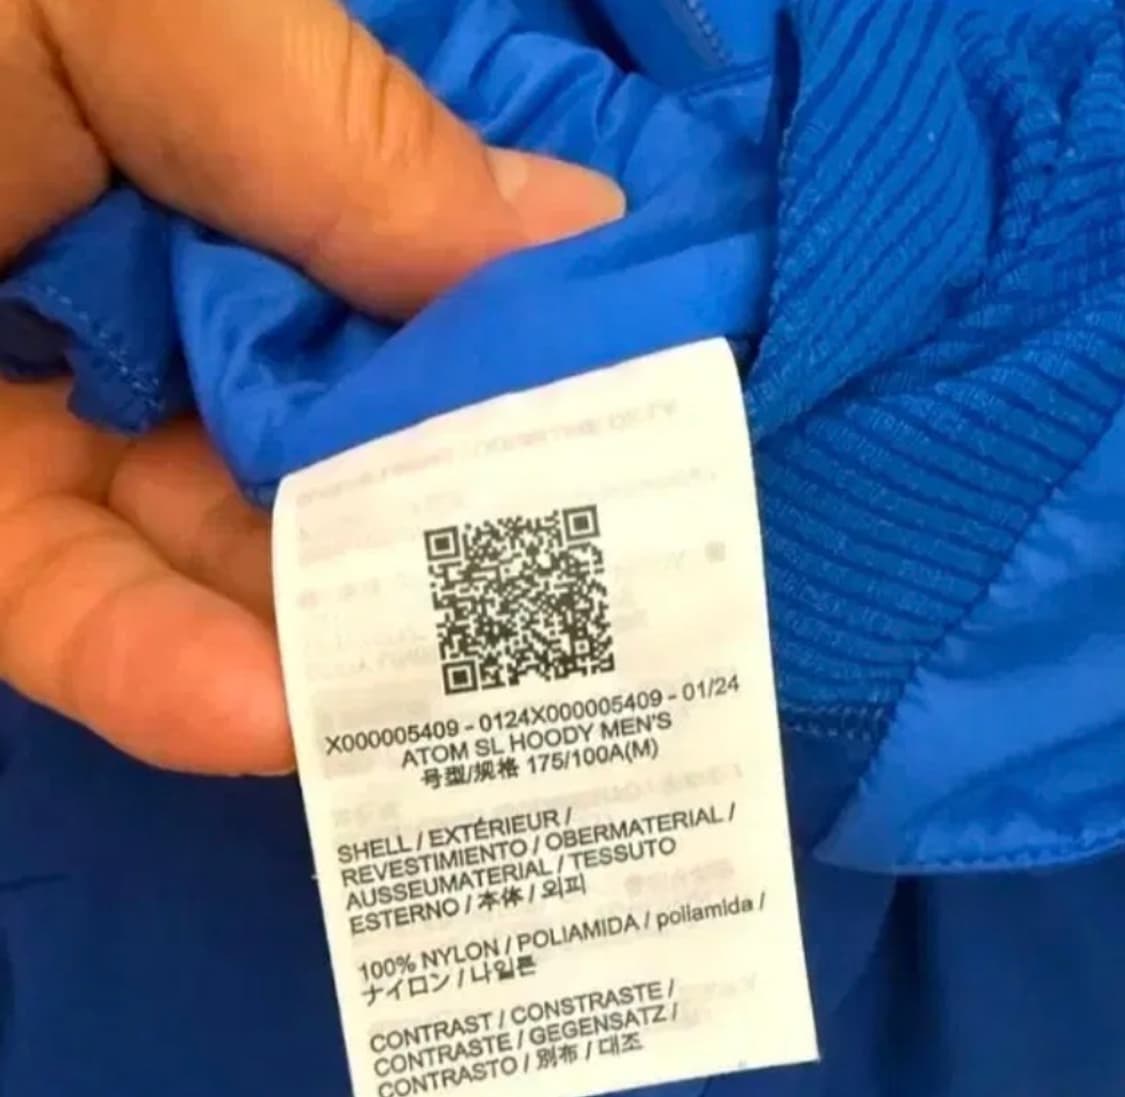 X000005409 - 0124X000005409 - 01/24
ATOM SL HOODY MEN'S
号型/规格 175/100A(M)
SHELL / EXTÉRIEUR /
REVESTIMIENTO / OBERMATERIAL /
AUSSEUMATERIAL / TESSUTO
ESTERNO / 本体 / 외피
100% NYLON / POLIAMIDA / poliamida /
ナイロン / 나일론
CONTRAST / CONSTRASTE /
CONTRASTE / GEGENSATZ /
CONTRASTO / 別布 / 대조